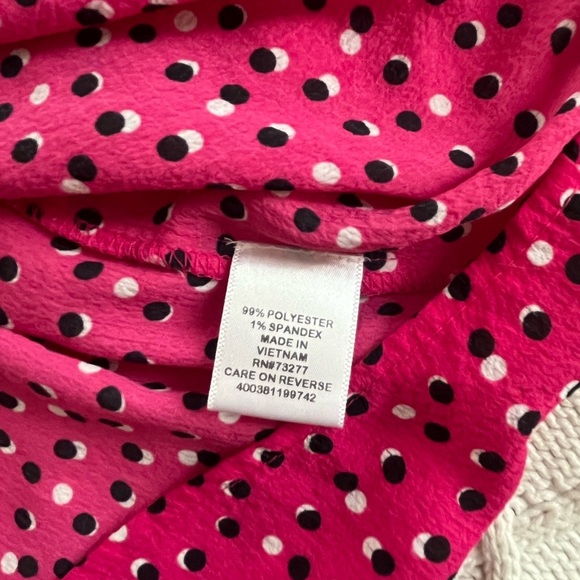 99% POLYESTER
1% SPANDEX
MADE IN
VIETNAM
RN#73277
CARE ON REVERSE
400381199742